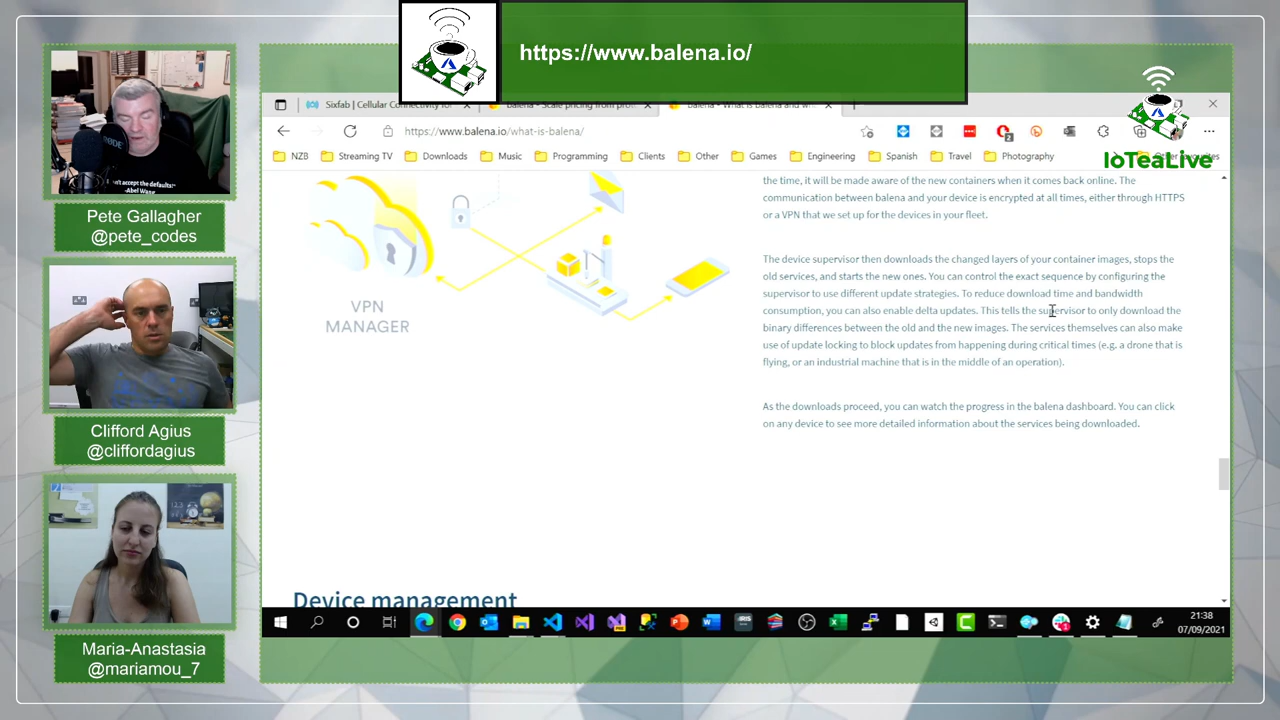 https://www.balena.io/
IoTeaLive
Pete Gallagher
@pete_codes
Clifford Agius
@cliffordagius
Maria-Anastasia
@mariamou_7
Sixfab | Cellular Connectivity for
balena - Scale pricing from
balena - What is balena and
https://www.balena.io/what-is-balena/
NZB
Streaming TV
Downloads
Music
Programming
Clients
Other
Games
Engineering
Spanish
Travel
Photography
VPN
MANAGER
the time, it will be made aware of the new containers when it comes back online. The
communication between balena and your device is encrypted at all times, either through HTTPS
or a VPN that we set up for the devices in your fleet.
The device supervisor then downloads the changed layers of your container images, stops the
old services, and starts the new ones. You can control the exact sequence by configuring the
supervisor to use different update strategies. To reduce download time and bandwidth
consumption, you can also enable delta updates. This tells the supervisor to only download the
binary differences between the old and the new images. The services themselves can also make
use of update locking to block updates from happening during critical times (e.g. a drone that is
flying, or an industrial machine that is in the middle of an operation).
As the downloads proceed, you can watch the progress in the balena dashboard. You can click
on any device to see more detailed information about the services being downloaded.
Device management
21:38
07/09/2021